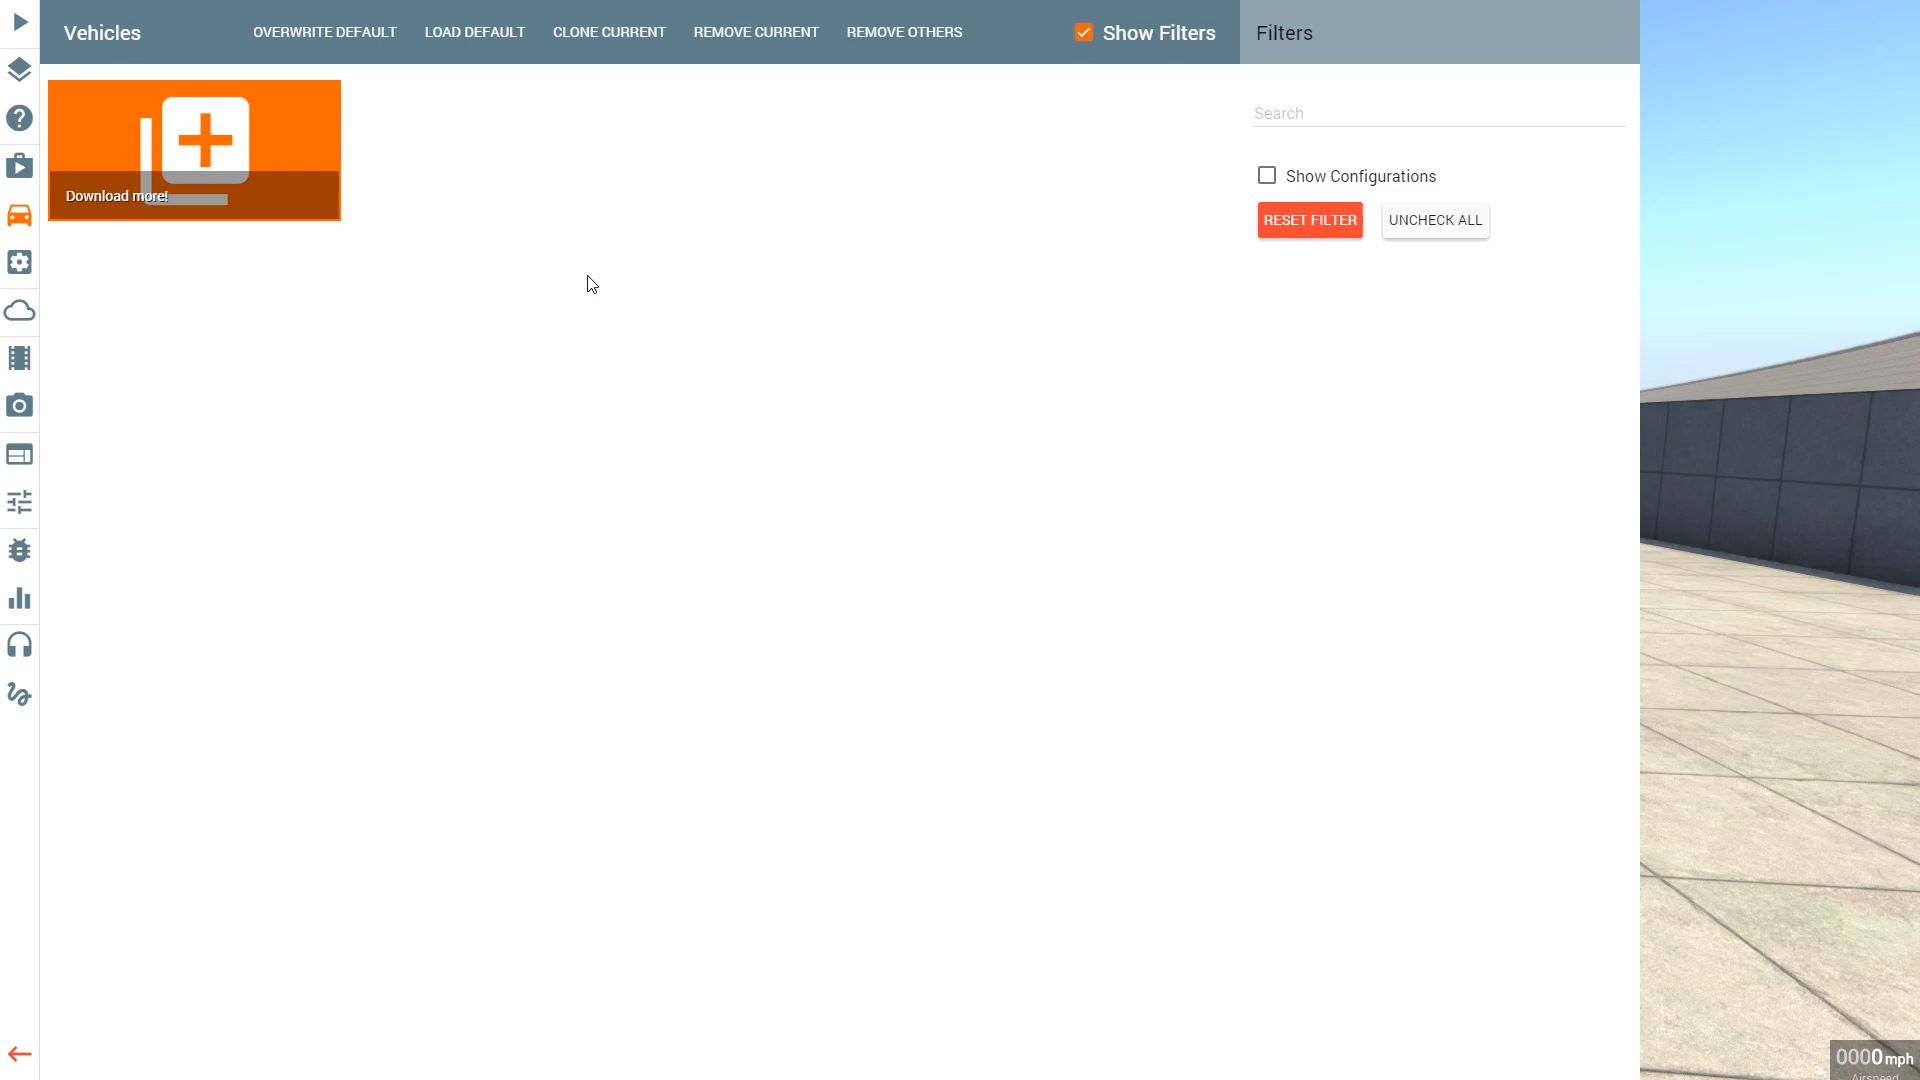 Vehicles
OVERWRITE DEFAULT
LOAD DEFAULT
CLONE CURRENT
REMOVE CURRENT
REMOVE OTHERS
Show Filters
Filters
Download more!
Search
Show Configurations
RESET FILTER
UNCHECK ALL
0000mph
Airspeed